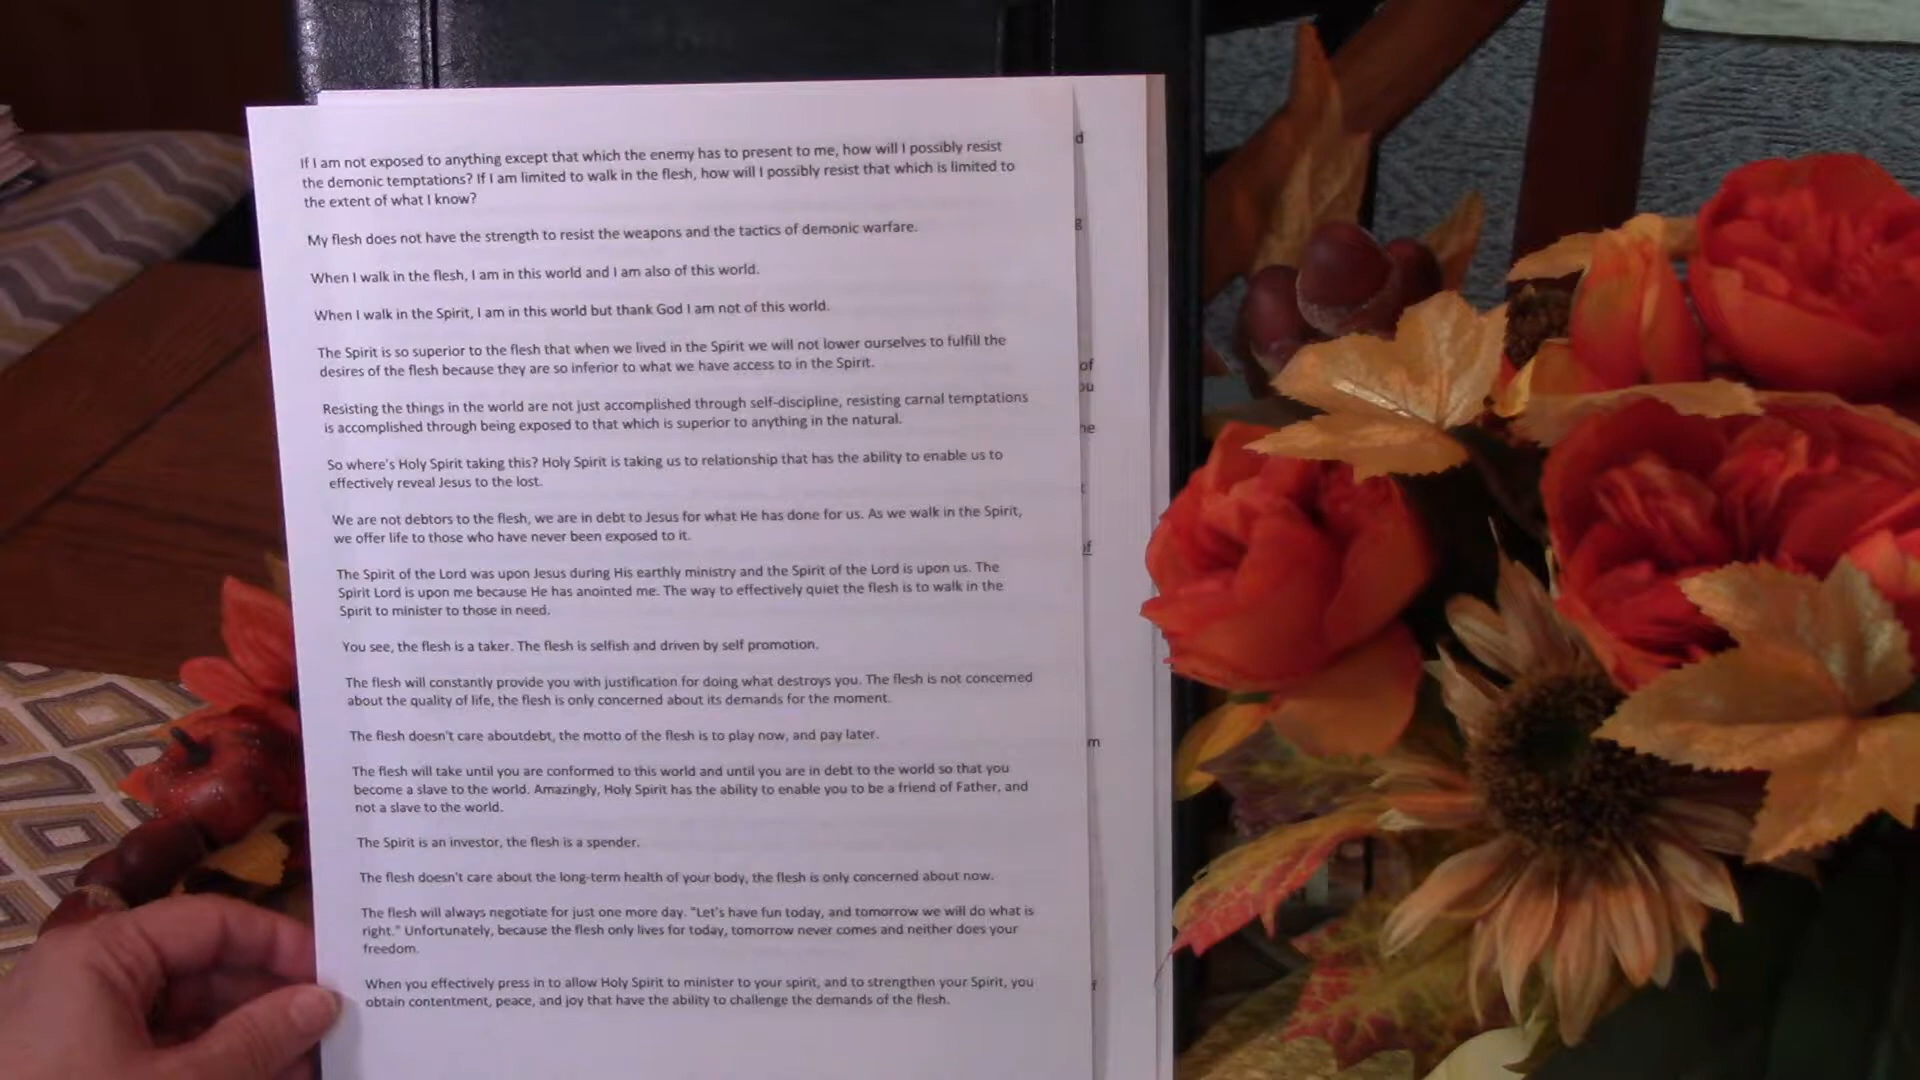 If I am not exposed to anything except that which the enemy has to present to me, how will I possibly resist
the demonic temptations? If I am limited to walk in the flesh, how will I possibly resist that which is limited to
the extent of what I know?
My flesh does not have the strength to resist the weapons and the tactics of demonic warfare.
When I walk in the flesh, I am in this world and I am also of this world.
When I walk in the Spirit, I am in this world but thank God I am not of this world.
The Spirit is so superior to the flesh that when we lived in the Spirit we will not lower ourselves to fulfill the
desires of the flesh because they are so inferior to what we have access to in the Spirit.
Resisting the things in the world are not just accomplished through self-discipline, resisting carnal temptations
is accomplished through being exposed to that which is superior to anything in the natural.
So where's Holy Spirit taking this? Holy Spirit is taking us to relationship that has the ability to enable us to
effectively reveal Jesus to the lost.
We are not debtors to the flesh, we are in debt to Jesus for what He has done for us. As we walk in the Spirit,
we offer life to those who have never been exposed to it.
The Spirit of the Lord was upon Jesus during His earthly ministry and the Spirit of the Lord is upon us. The
Spirit Lord is upon me because He has anointed me. The way to effectively quiet the flesh is to walk in the
Spirit to minister to those in need.
You see, the flesh is a taker. The flesh is selfish and driven by self promotion.
The flesh will constantly provide you with justification for doing what destroys you. The flesh is not concerned
about the quality of life, the flesh is only concerned about its demands for the moment.
The flesh doesn't care aboutdebt, the motto of the flesh is to play now, and pay later.
The flesh will take until you are conformed to this world and until you are in debt to the world so that you
become a slave to the world. Amazingly, Holy Spirit has the ability to enable you to be a friend of Father, and
not a slave to the world.
The Spirit is an investor, the flesh is a spender.
The flesh doesn't care about the long-term health of your body, the flesh is only concerned about now.
The flesh will always negotiate for just one more day. "Let's have fun today, and tomorrow we will do what is
right." Unfortunately, because the flesh only lives for today, tomorrow never comes and neither does your
freedom.
When you effectively press in to allow Holy Spirit to minister to your spirit, and to strengthen your Spirit, you
obtain contentment, peace, and joy that have the ability to challenge the demands of the flesh.